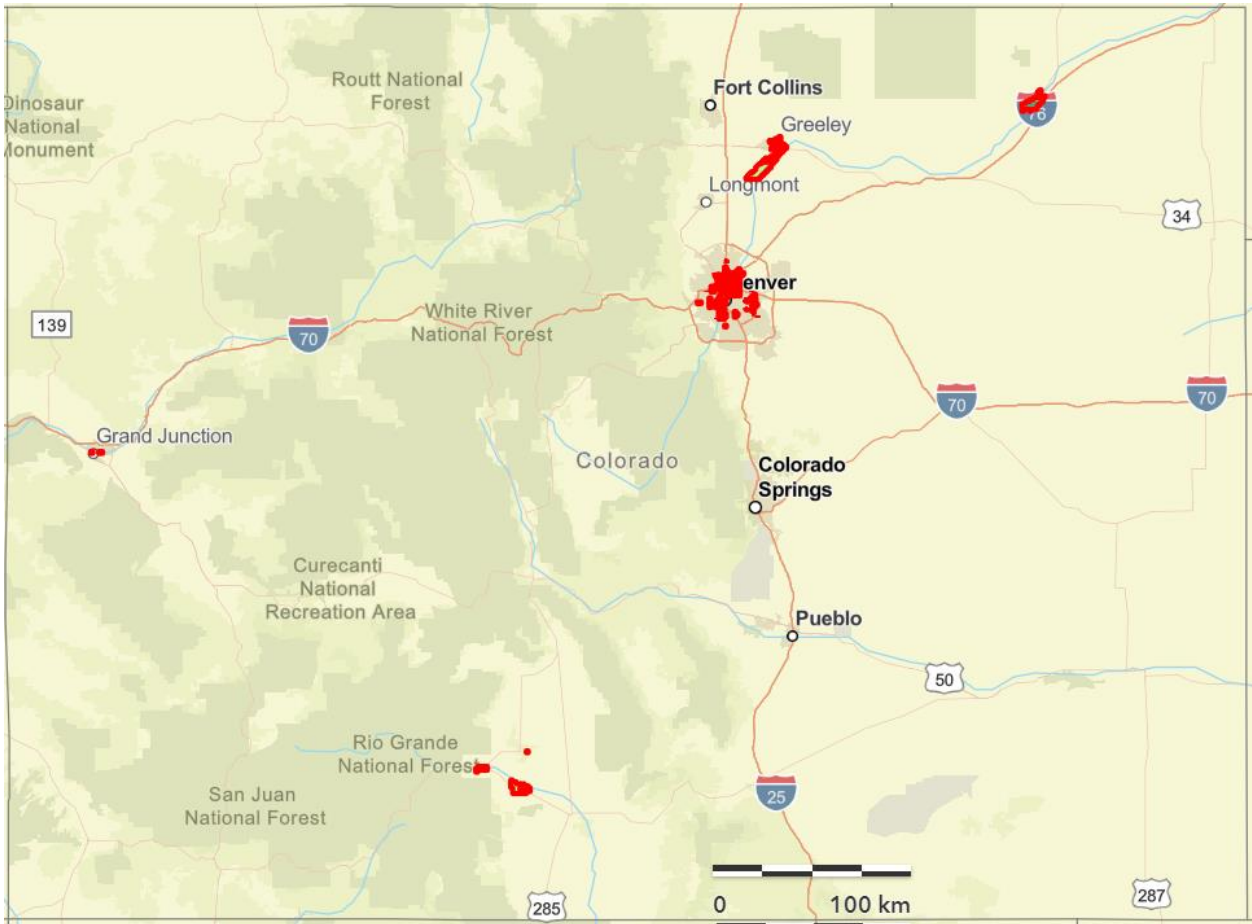 Routt National
Forest
Fort Collins
Dinosaur
National
Monument
76
Greeley
Longmont
34
enver
White River
National Forest
139
70
70
70
Grand Junction
Colorado
Colorado
Springs
Curecanti
National
Recreation Area
Pueblo
50
Rio Grande
National Forest
San Juan
National Forest
25
0 100 km
285
287